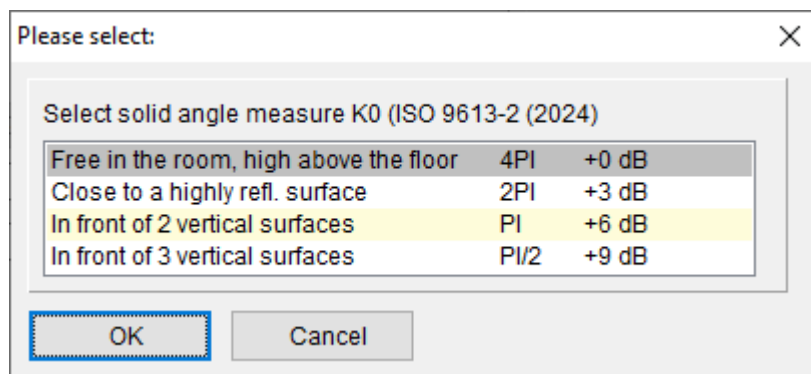 Please select:
Select solid angle measure K0 (ISO 9613-2 (2024)
Free in the room, high above the floor 4PI +0 dB
Close to a highly refl. surface 2PI +3 dB
In front of 2 vertical surfaces PI +6 dB
In front of 3 vertical surfaces PI/2 +9 dB
OK Cancel